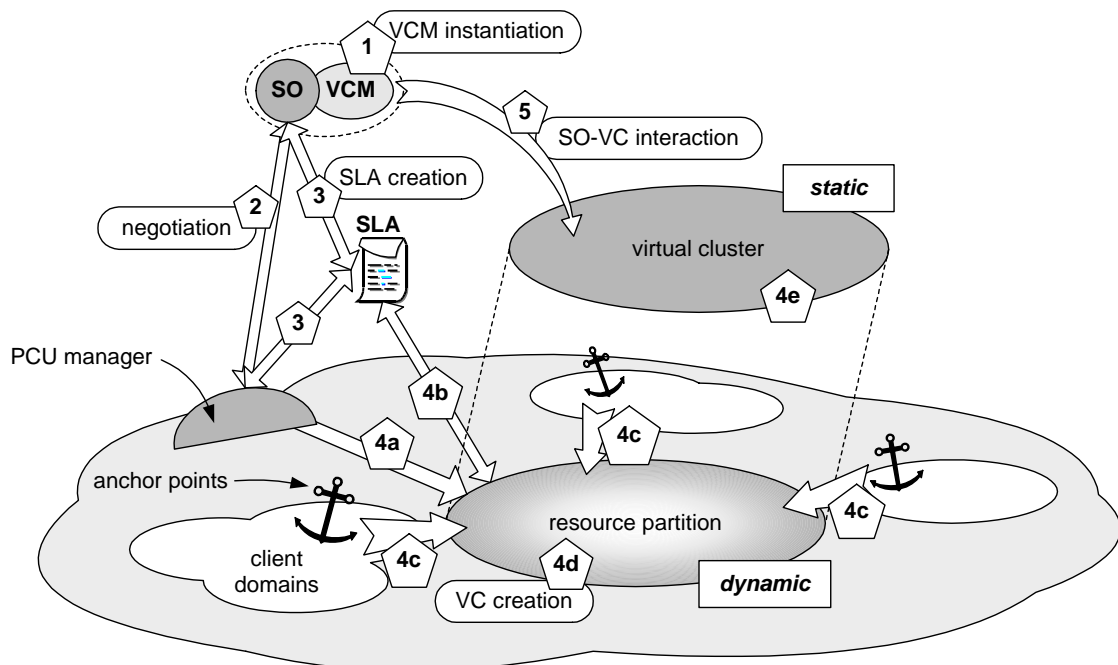 VCM instantiation
1
SO
VCM
5
SO-VC interaction
SLA creation
3
static
2
negotiation
SLA
virtual cluster
4e
3
PCU manager
4b
4c
4a
anchor points
4c
resource partition
client
domains
4c
4d
dynamic
VC creation